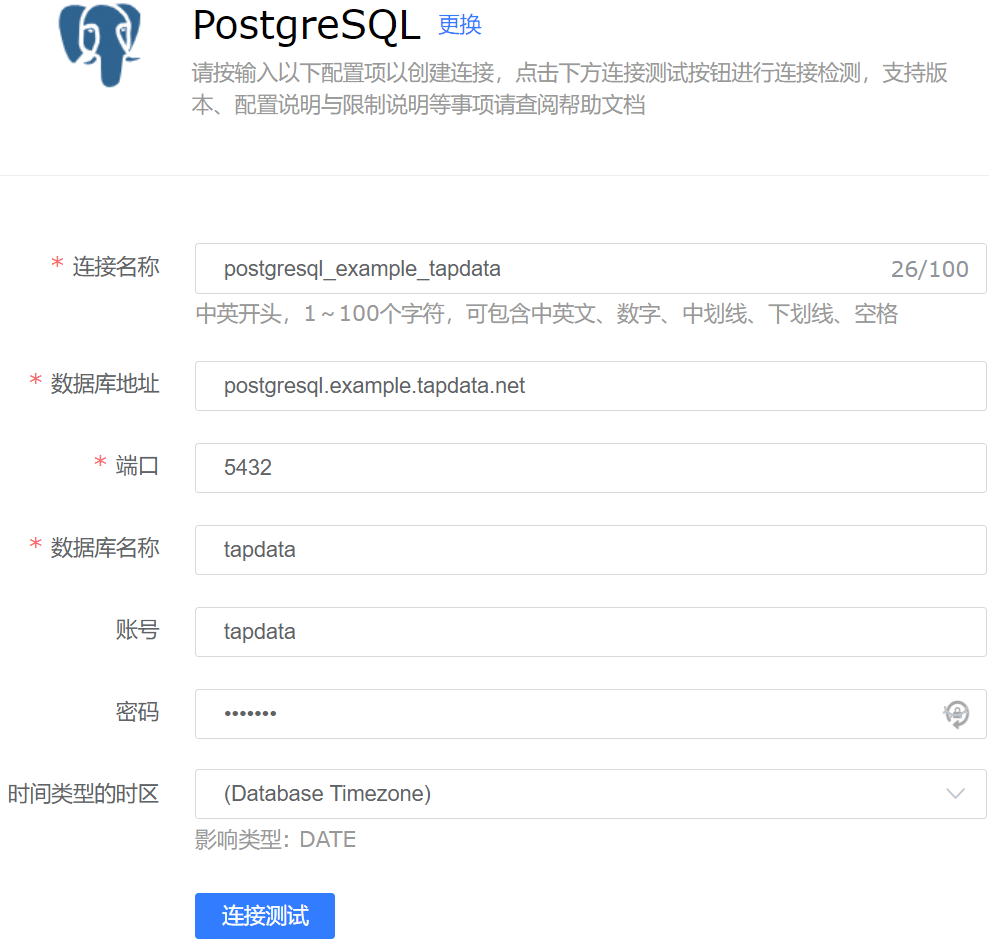 PostgreSQL 更换
请按输入以下配置项以创建连接，点击下方连接测试按钮进行连接检测，支持版
本、配置说明与限制说明等事项请查阅帮助文档
* 连接名称 postgresql_example_tapdata 26/100
中英开头，1～100个字符，可包含中英文、数字、中划线、下划线、空格
* 数据库地址 postgresql.example.tapdata.net
* 端口 5432
* 数据库名称 tapdata
账号 tapdata
密码 •••••••
时间类型的时区 (Database Timezone)
影响类型：DATE
连接测试